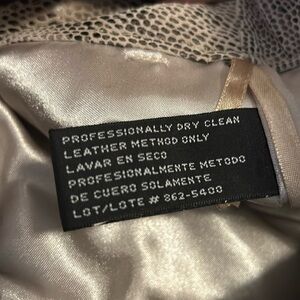 PROFESSIONALLY DRY CLEAN
LEATHER METHOD ONLY
LAVAR EN SECO
PROFESIONALMENTE METODO
DE CUERO SOLAMENTE
LOT/LOTE # 862-5400